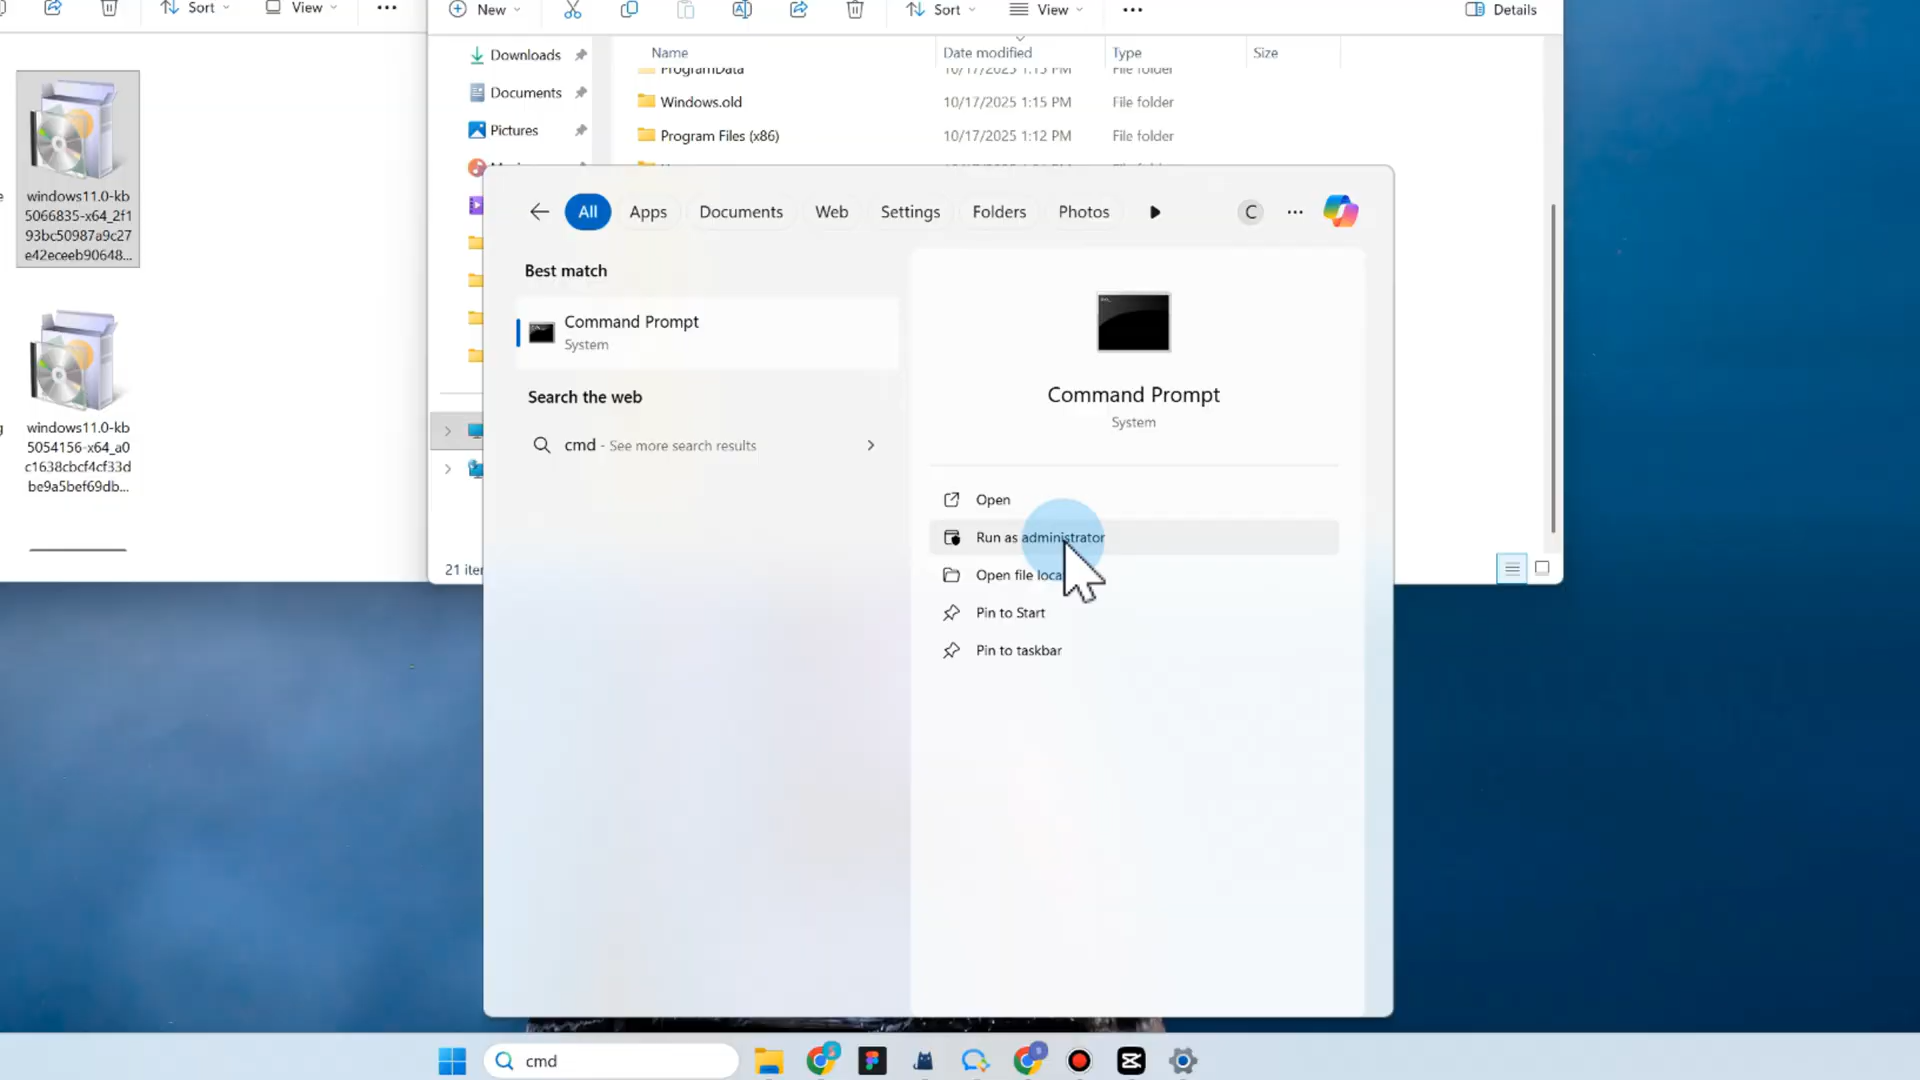 Sort
View
New
Sort
View
Details
Downloads
Documents
Pictures
Name
Date modified
Type
Size
ProgramData
10/17/2025 1:15 PM
File folder
Windows.old
10/17/2025 1:15 PM
File folder
Program Files (x86)
10/17/2025 1:12 PM
File folder
windows11.0-kb
5066835-x64_2f1
93bc50987a9c27
e42eceeb90648...
windows11.0-kb
5054156-x64_a0
c1638cbcf4cf33d
be9a5bef69db...
21 iter
All
Apps
Documents
Web
Settings
Folders
Photos
C
Best match
Command Prompt
System
Search the web
cmd - See more search results
Command Prompt
System
Open
Run as administrator
Open file loca
Pin to Start
Pin to taskbar
cmd